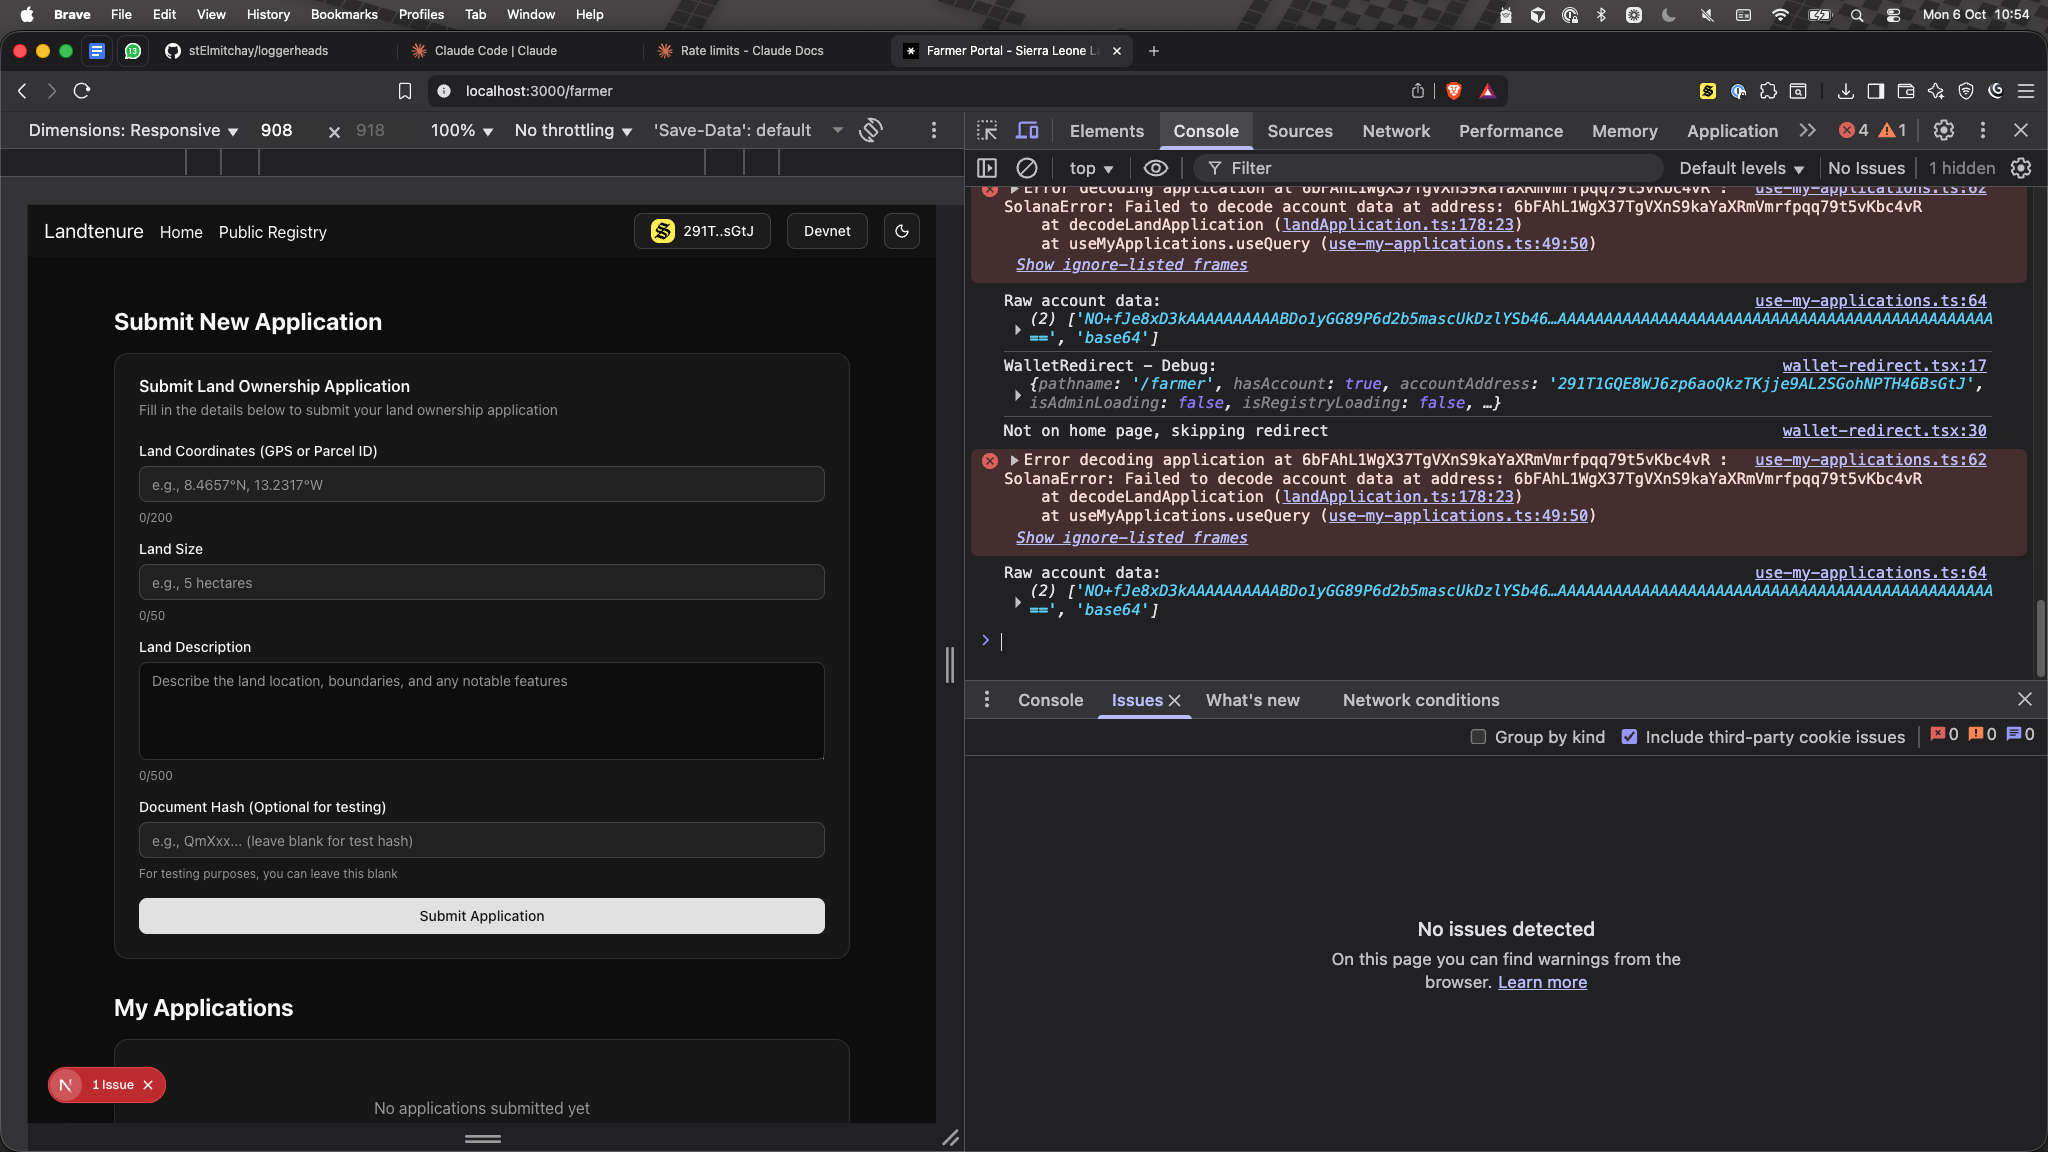 Brave File Edit View History Bookmarks Profiles Tab Window Help Mon 6 Oct 10:54
13 stElmitchay/loggerheads Claude Code | Claude Rate limits - Claude Docs Farmer Portal - Sierra Leone L
localhost:3000/farmer
Dimensions: Responsive 908 × 918 100% No throttling 'Save-Data': default
Elements Console Sources Network Performance Memory Application 4 1
top Filter Default levels No Issues 1 hidden
Landtenure Home Public Registry 291T..sGtJ Devnet
Submit New Application
Submit Land Ownership Application
Fill in the details below to submit your land ownership application
Land Coordinates (GPS or Parcel ID)
e.g., 8.4657°N, 13.2317°W
0/200
Land Size
e.g., 5 hectares
0/50
Land Description
Describe the land location, boundaries, and any notable features
0/500
Document Hash (Optional for testing)
e.g., QmXxx... (leave blank for test hash)
For testing purposes, you can leave this blank
Submit Application
My Applications
No applications submitted yet
N 1 Issue
Error decoding application at 6bFAhL1WgX37TgVXnS9kaYaXRmVmrfpqq79t5vKbc4vR : use-my-applications.ts:62
SolanaError: Failed to decode account data at address: 6bFAhL1WgX37TgVXnS9kaYaXRmVmrfpqq79t5vKbc4vR
at decodeLandApplication (landApplication.ts:178:23)
at useMyApplications.useQuery (use-my-applications.ts:49:50)
Show ignore-listed frames
Raw account data: use-my-applications.ts:64
(2) ['NO+fJe8xD3kAAAAAAAAAABDo1yGG89P6d2b5mascUkDzlYSb46…AAAAAAAAAAAAAAAAAAAAAAAAAAAAAAAAAAAAAAAAAAAAAAA
==', 'base64']
WalletRedirect - Debug: wallet-redirect.tsx:17
{pathname: '/farmer', hasAccount: true, accountAddress: '291T1GQE8WJ6zp6aoQkzTKjje9AL2SGohNPTH46BsGtJ',
isAdminLoading: false, isRegistryLoading: false, …}
Not on home page, skipping redirect wallet-redirect.tsx:30
Error decoding application at 6bFAhL1WgX37TgVXnS9kaYaXRmVmrfpqq79t5vKbc4vR : use-my-applications.ts:62
SolanaError: Failed to decode account data at address: 6bFAhL1WgX37TgVXnS9kaYaXRmVmrfpqq79t5vKbc4vR
at decodeLandApplication (landApplication.ts:178:23)
at useMyApplications.useQuery (use-my-applications.ts:49:50)
Show ignore-listed frames
Raw account data: use-my-applications.ts:64
(2) ['NO+fJe8xD3kAAAAAAAAAABDo1yGG89P6d2b5mascUkDzlYSb46…AAAAAAAAAAAAAAAAAAAAAAAAAAAAAAAAAAAAAAAAAAAAAAA
==', 'base64']
Console Issues What's new Network conditions
Group by kind Include third-party cookie issues 0 0 0
No issues detected
On this page you can find warnings from the
browser. Learn more